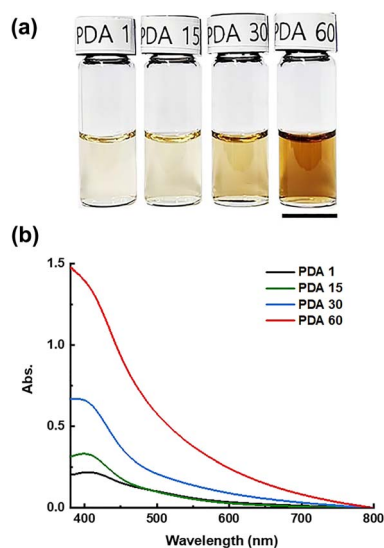 (a)
PDA 1 PDA 15 PDA 30 PDA 60
(b)
1.5
1.0
0.5
0.0
Abs.
PDA 1
PDA 15
PDA 30
PDA 60
400 500 600 700 800
Wavelength (nm)